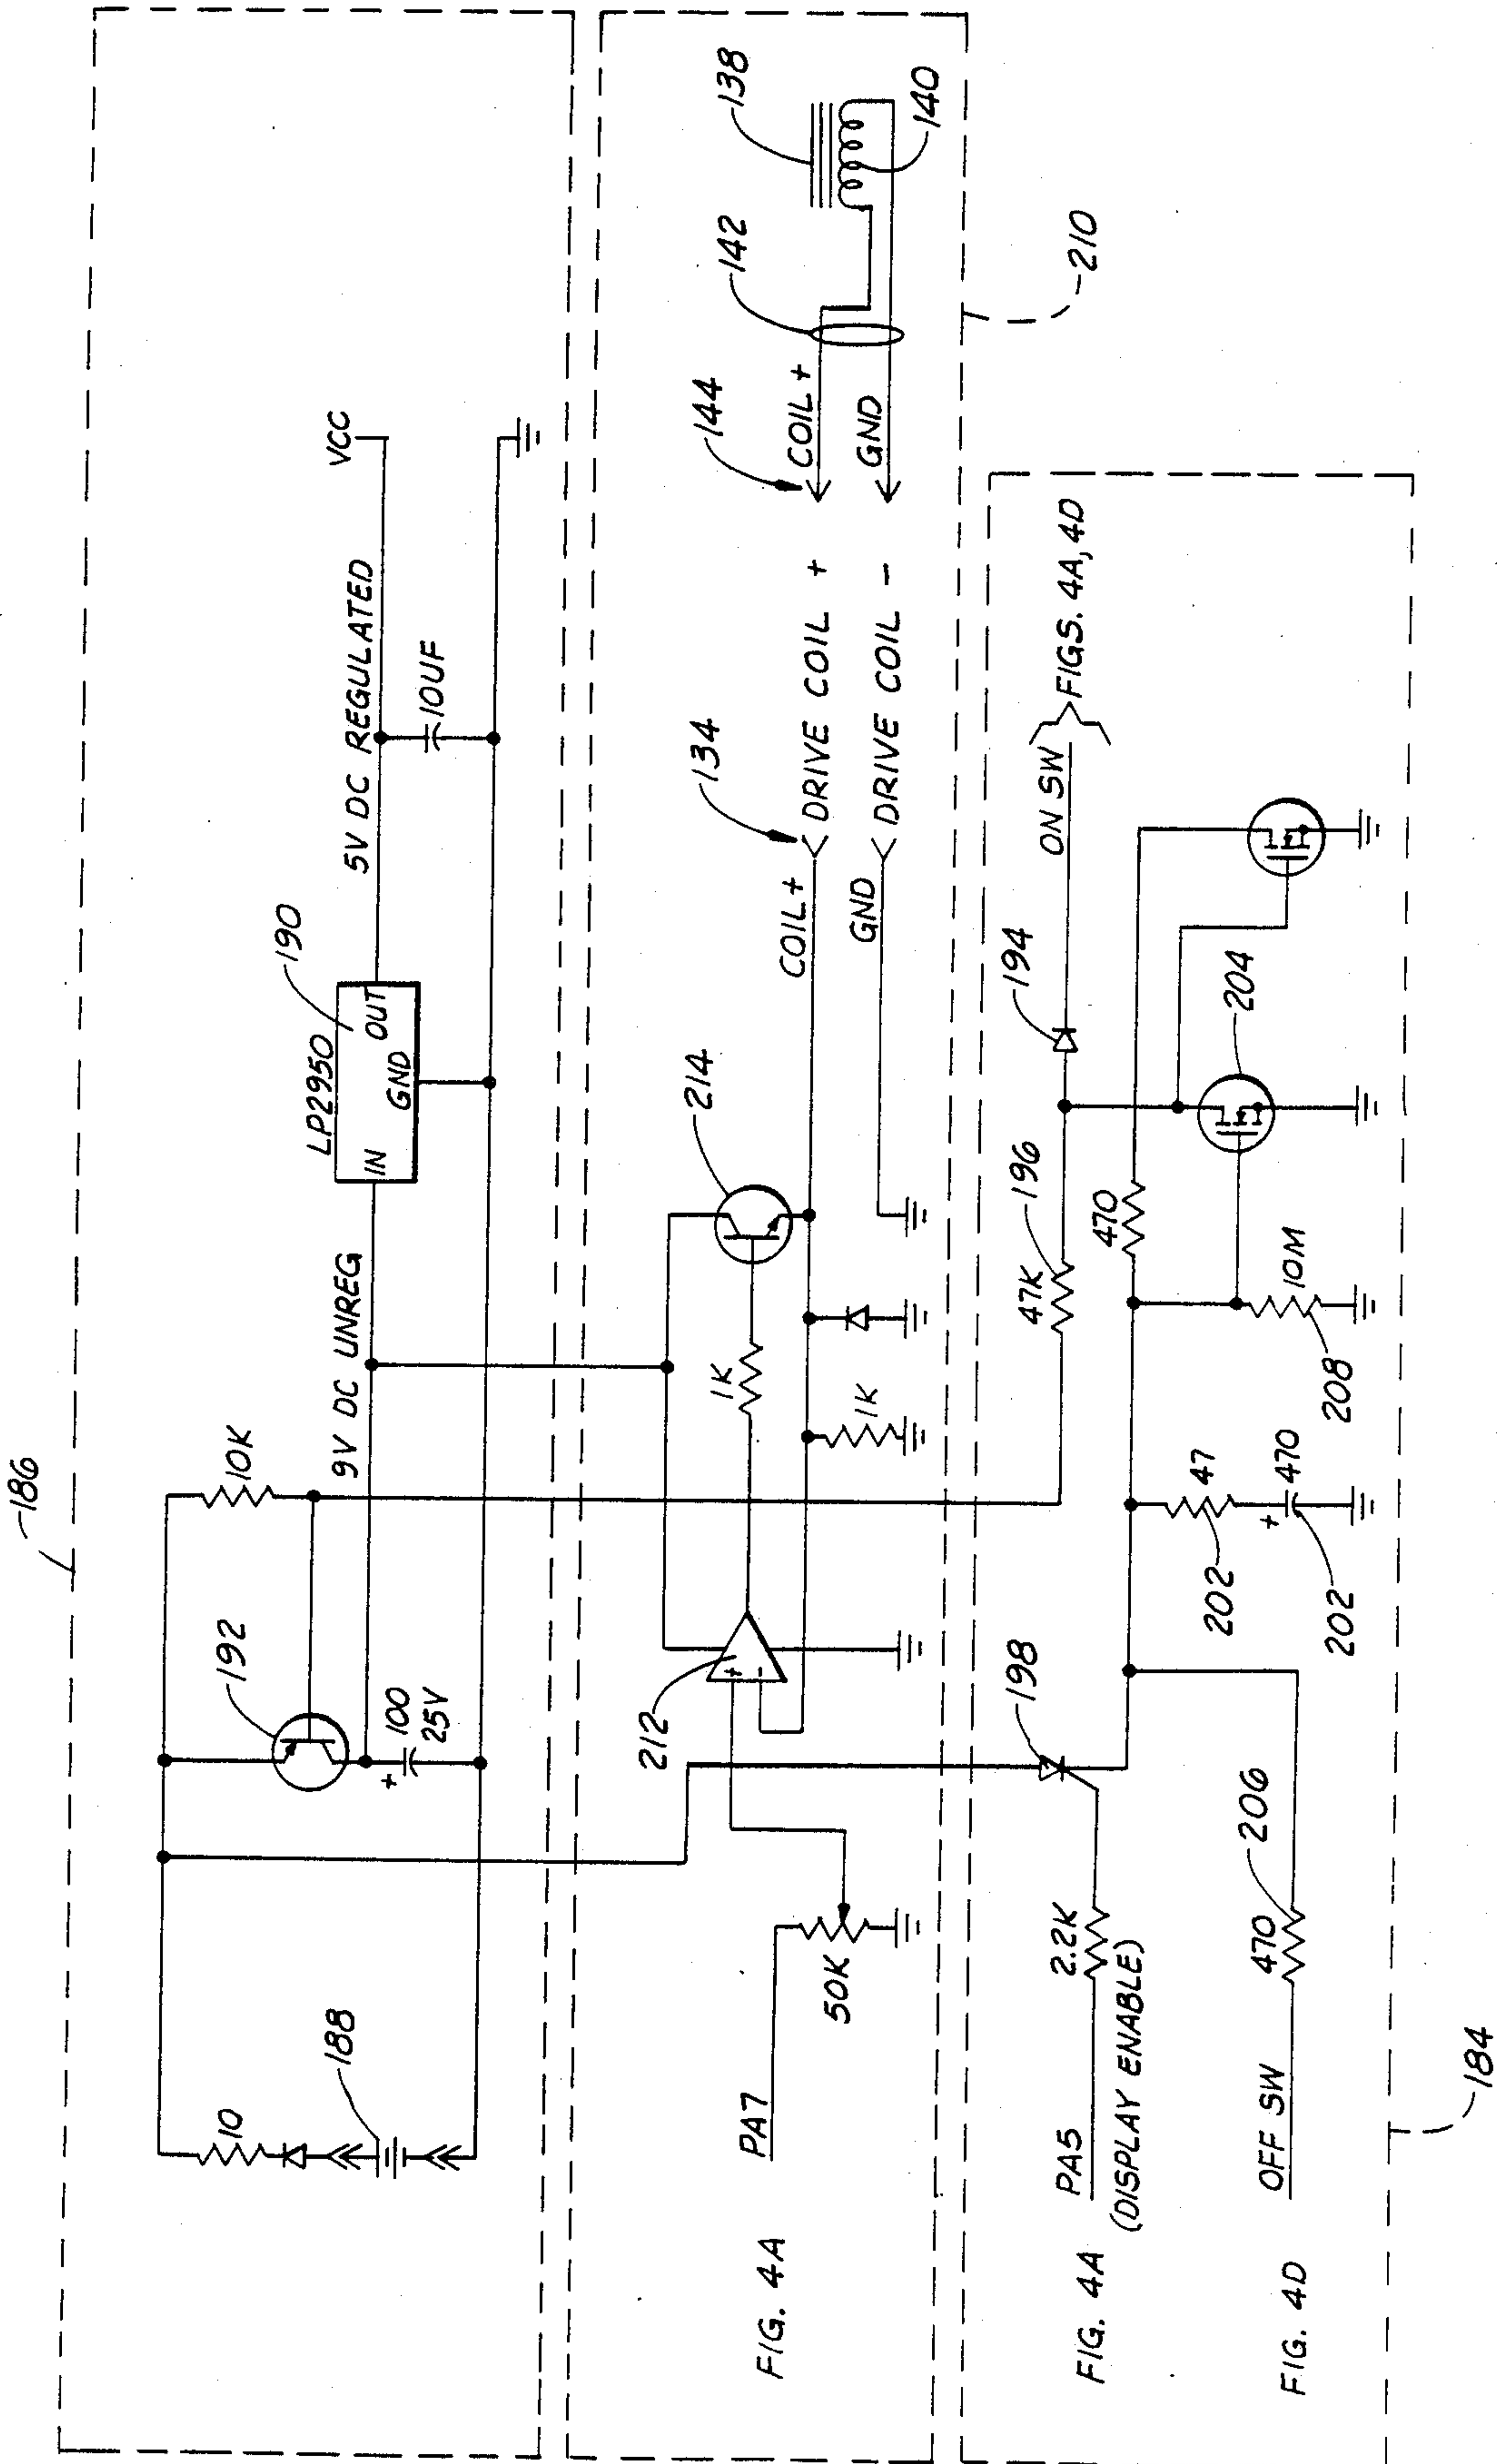 186
10
188
192
100
25V
+
10K
9V DC UNREG
LP2950
IN
OUT
GND
190
5V DC REGULATED
10UF
VCC
FIG. 4A
PA7
50K
212
+
-
1K
1K
214
COIL+
GND
134
DRIVE COIL +
DRIVE COIL -
144
COIL+
GND
142
138
140
210
FIG. 4A
PA5
(DISPLAY ENABLE)
2.2K
198
FIG. 4D
OFF SW
470
206
47
202
+
470
202
47K
196
470
10M
208
194
204
ON SW
FIGS. 4A, 4D
184